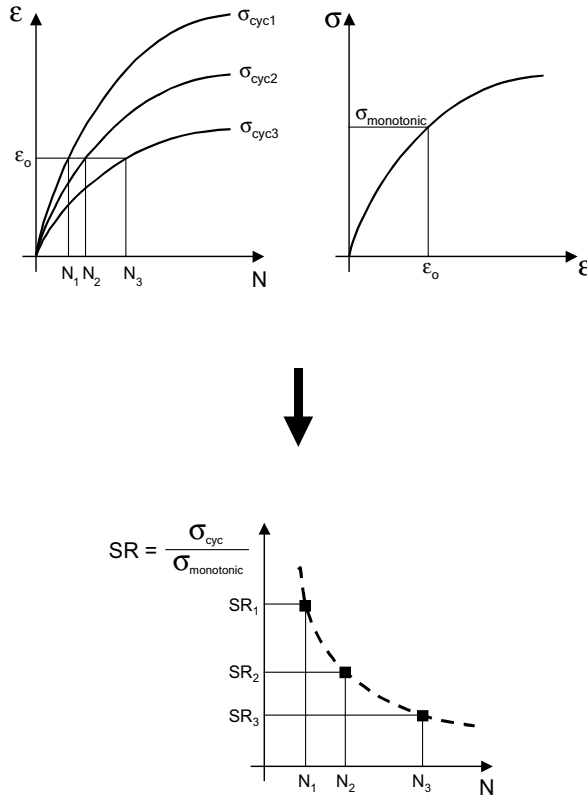 ε
σcyc1
σcyc2
σcyc3
εo
N1 N2 N3 N
σ
σmonotonic
εo ε
SR = σcyc / σmonotonic
SR1
SR2
SR3
N1 N2 N3 N